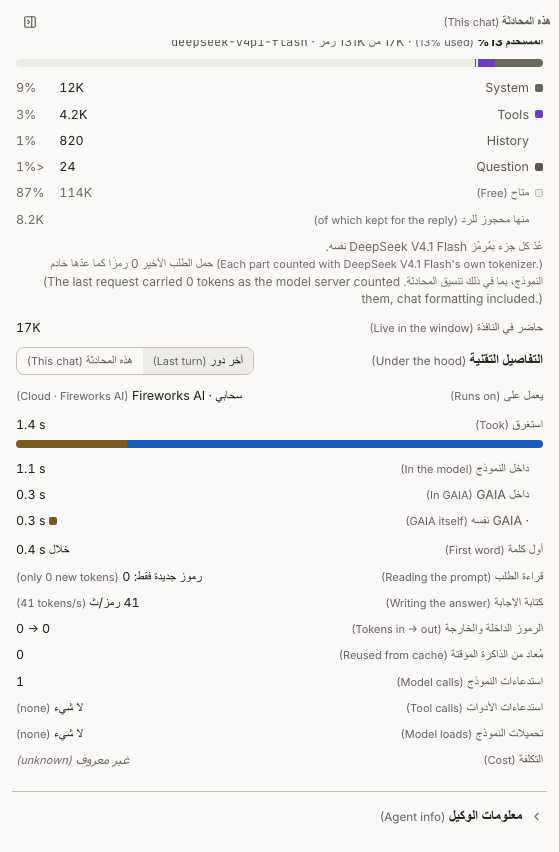 هذه المحادثة (This chat)
المستخدم 13% (13% used) · 17K من 131K رمز · deepseek-v4p1-flash
System 12K 9%
Tools 4.2K 3%
History 820 1%
Question 24 1%>
متاح (Free) 114K 87%
منها محجوز للرد (of which kept for the reply) 8.2K
عُدّ كل جزء بمُرمِّز DeepSeek V4.1 Flash نفسه.
(Each part counted with DeepSeek V4.1 Flash's own tokenizer.) حمل الطلب الأخير 0 رمزًا كما عدّها خادم
النموذج، بما في ذلك تنسيق المحادثة. (The last request carried 0 tokens as the model server counted
them, chat formatting included.)
حاضر في النافذة (Live in the window) 17K
التفاصيل التقنية (Under the hood) آخر دور (Last turn) هذه المحادثة (This chat)
يعمل على (Runs on) سحابي · Fireworks AI (Cloud · Fireworks AI)
استغرق (Took) 1.4 s
داخل النموذج (In the model) 1.1 s
داخل GAIA (In GAIA) 0.3 s
· GAIA نفسه (GAIA itself) 0.3 s
أول كلمة (First word) خلال 0.4 s
قراءة الطلب (Reading the prompt) رموز جديدة فقط: 0 (only 0 new tokens)
كتابة الإجابة (Writing the answer) 41 رمز/ث (41 tokens/s)
الرموز الداخلة والخارجة (Tokens in → out) 0 → 0
مُعاد من الذاكرة المؤقتة (Reused from cache) 0
استدعاءات النموذج (Model calls) 1
استدعاءات الأدوات (Tool calls) لا شيء (none)
تحميلات النموذج (Model loads) لا شيء (none)
التكلفة (Cost) غير معروف (unknown)
معلومات الوكيل (Agent info)